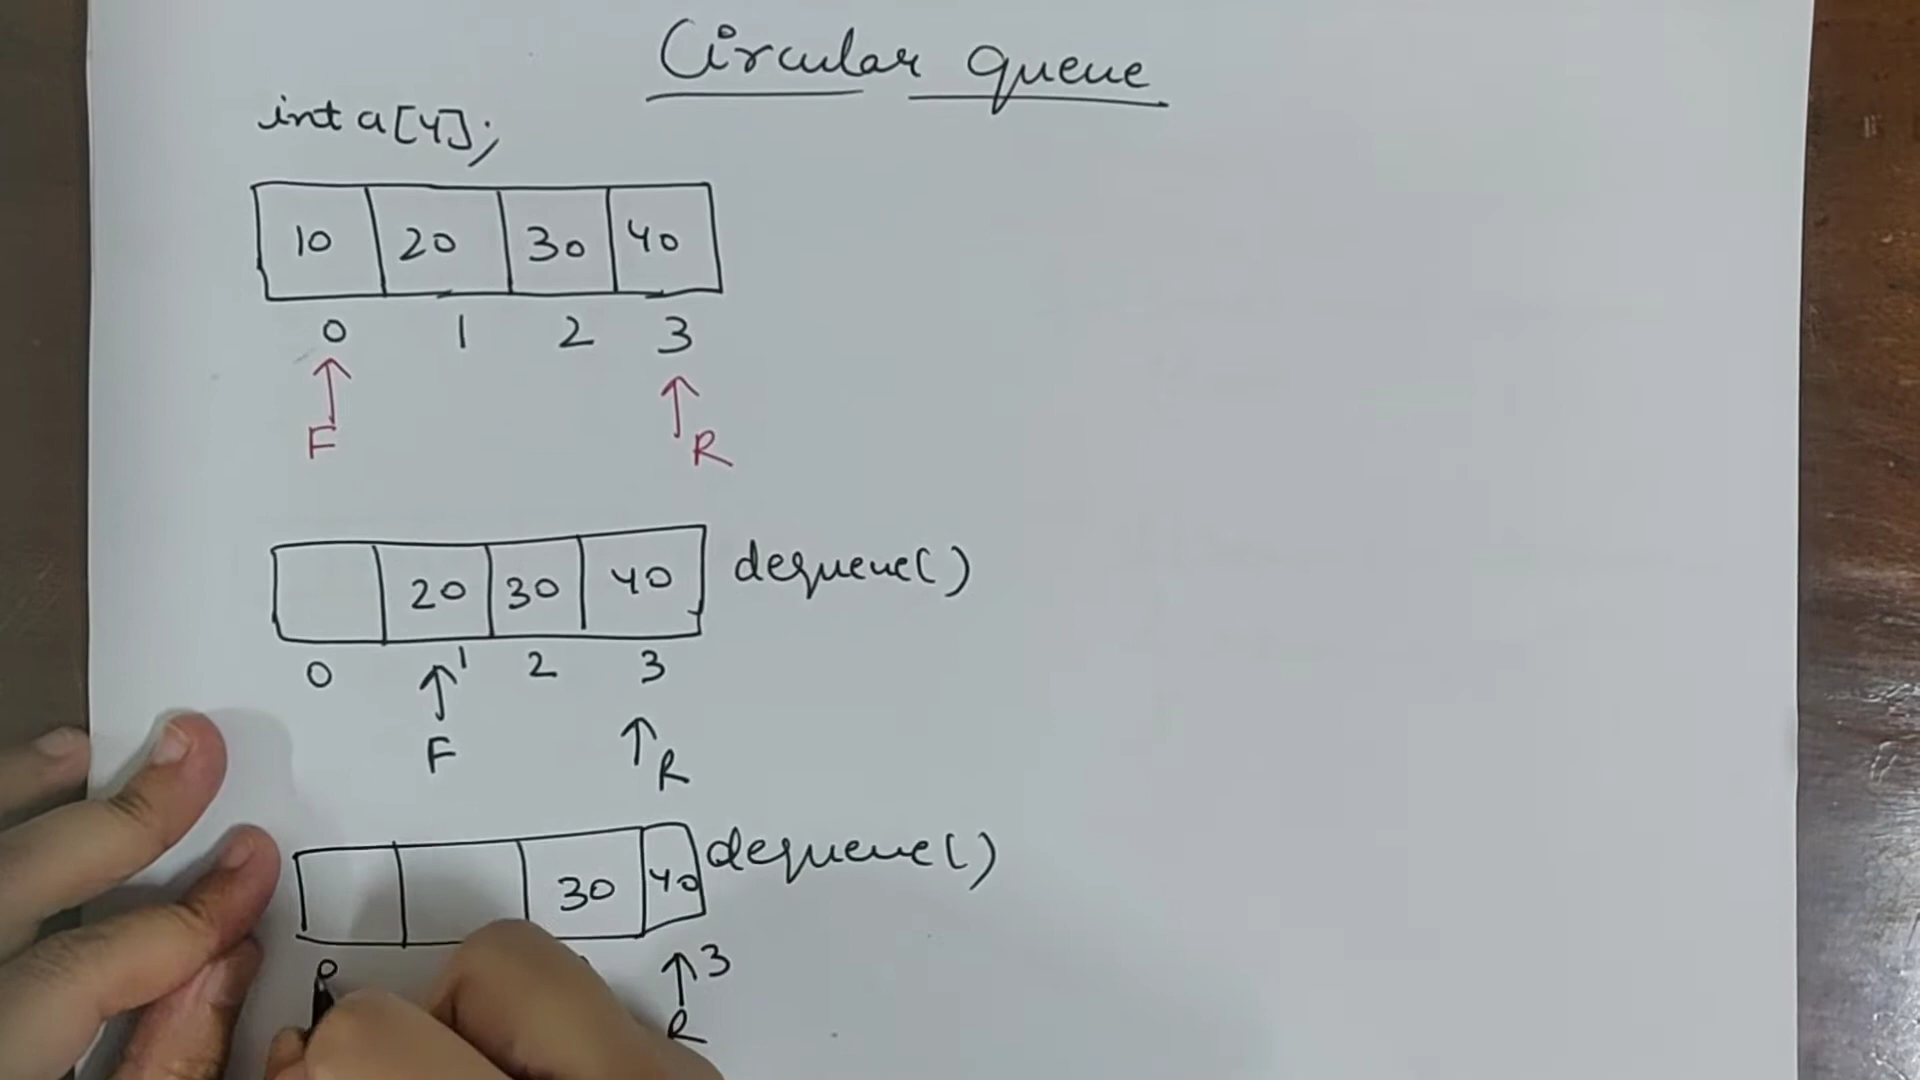 Circular queue
int a[4];
10 20 30 40
0 1 2 3
F R
20 30 40 dequeue()
0 1 2 3
F R
30 40 dequeue()
0 3
R